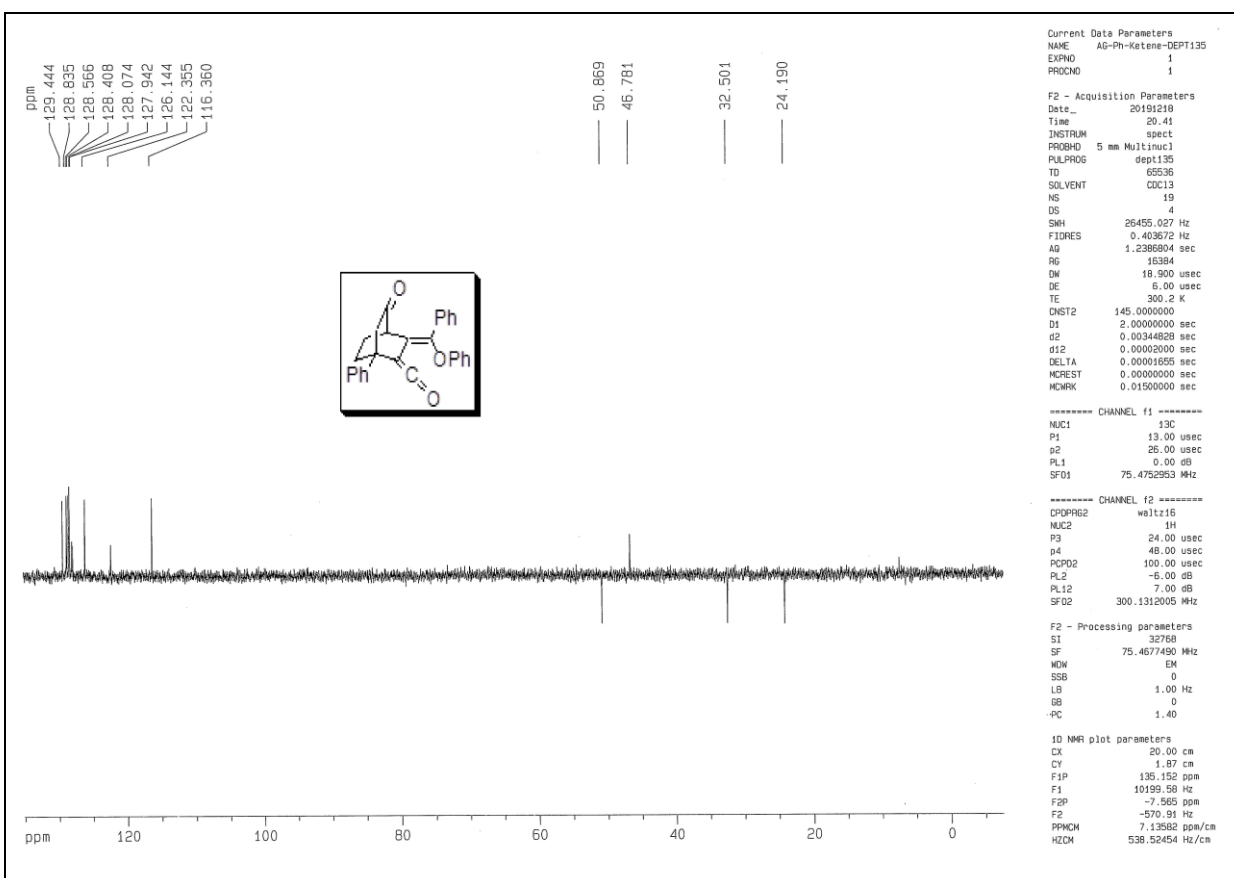 ppm
129.444
128.835
128.566
128.408
128.074
127.942
126.144
122.355
116.360
50.869
46.781
32.501
24.190
O
Ph
OPh
Ph
C
O
ppm 120 100 80 60 40 20 0
Current Data Parameters
NAME AG-Ph-Ketene-DEPT135
EXPNO 1
PROCNO 1
F2 - Acquisition Parameters
Date_ 20191218
Time 20.41
INSTRUM spect
PROBHD 5 mm Multinucl
PULPROG dept135
TD 65536
SOLVENT CDCl3
NS 19
DS 4
SWH 26455.027 Hz
FIDRES 0.403672 Hz
AQ 1.2386804 sec
RG 16384
DW 18.900 usec
DE 6.00 usec
TE 300.2 K
CNST2 145.0000000
D1 2.00000000 sec
d2 0.00344828 sec
d12 0.00002000 sec
DELTA 0.00001655 sec
MCREST 0.00000000 sec
MCWRK 0.01500000 sec
======== CHANNEL f1 ========
NUC1 13C
P1 13.00 usec
p2 26.00 usec
PL1 0.00 dB
SFO1 75.4752953 MHz
======== CHANNEL f2 ========
CPDPRG2 waltz16
NUC2 1H
P3 24.00 usec
p4 48.00 usec
PCPD2 100.00 usec
PL2 -6.00 dB
PL12 7.00 dB
SFO2 300.1312005 MHz
F2 - Processing parameters
SI 32768
SF 75.4677490 MHz
WDW EM
SSB 0
LB 1.00 Hz
GB 0
PC 1.40
1D NMR plot parameters
CX 20.00 cm
CY 1.87 cm
F1P 135.152 ppm
F1 10199.58 Hz
F2P -7.565 ppm
F2 -570.91 Hz
PPMCM 7.13582 ppm/cm
HZCM 538.52454 Hz/cm